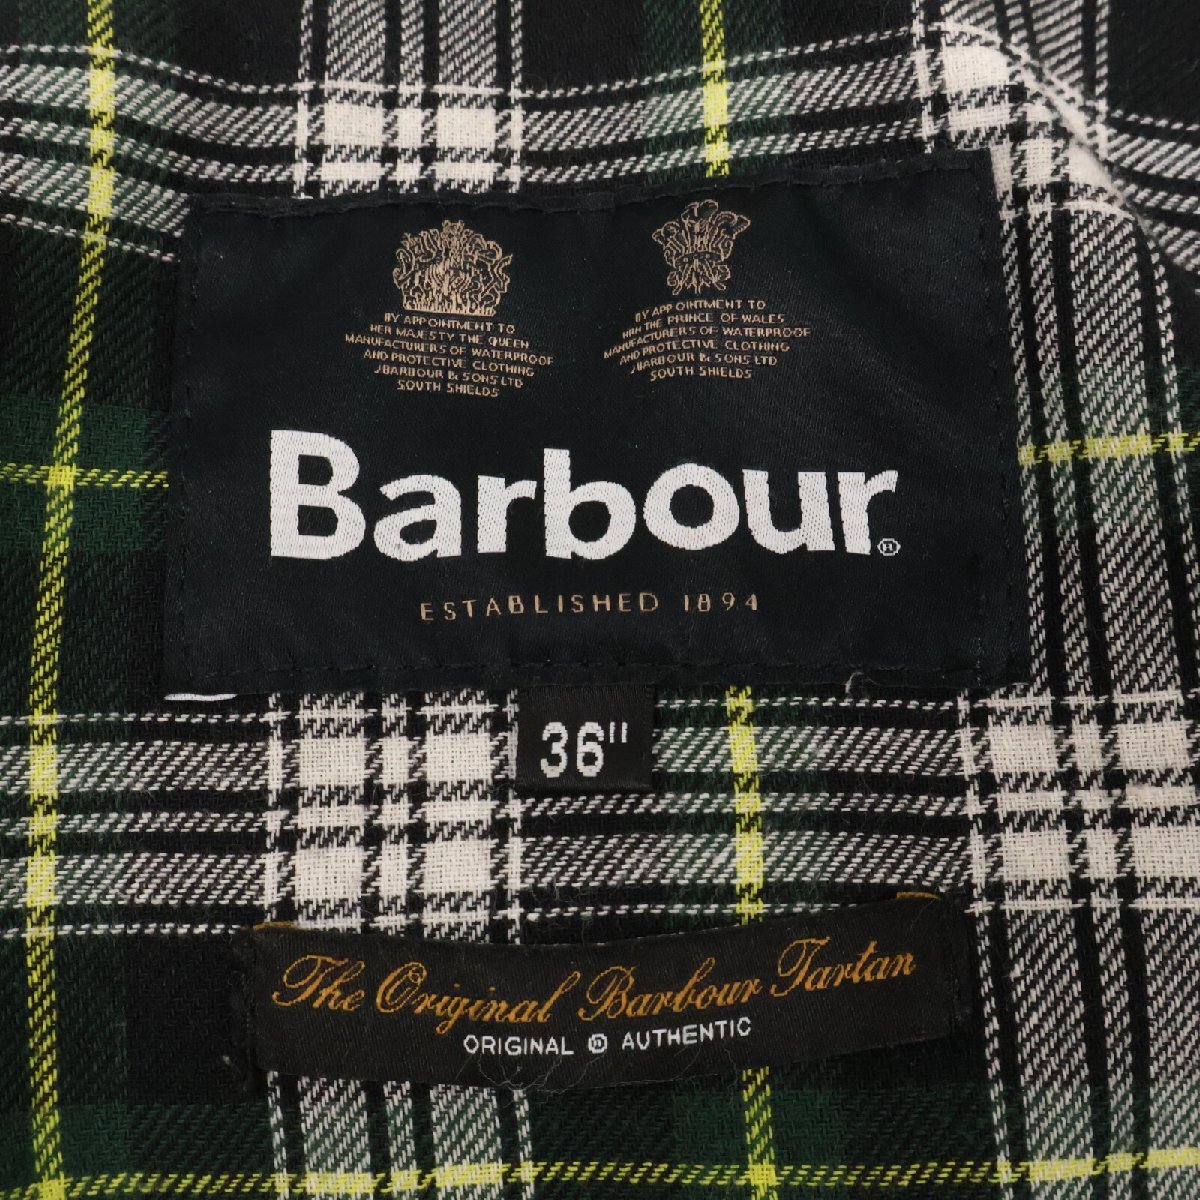 BY APPOINTMENT TO
HER MAJESTY THE QUEEN
MANUFACTURERS OF WATERPROOF
AND PROTECTIVE CLOTHING
J BARBOUR & SONS LTD
SOUTH SHIELDS
BY APPOINTMENT TO
HRH THE PRINCE OF WALES
MANUFACTURERS OF WATERPROOF
AND PROTECTIVE CLOTHING
J BARBOUR & SONS LTD
SOUTH SHIELDS
Barbour®
ESTABLISHED 1894
36"
The Original Barbour Tartan
ORIGINAL ® AUTHENTIC